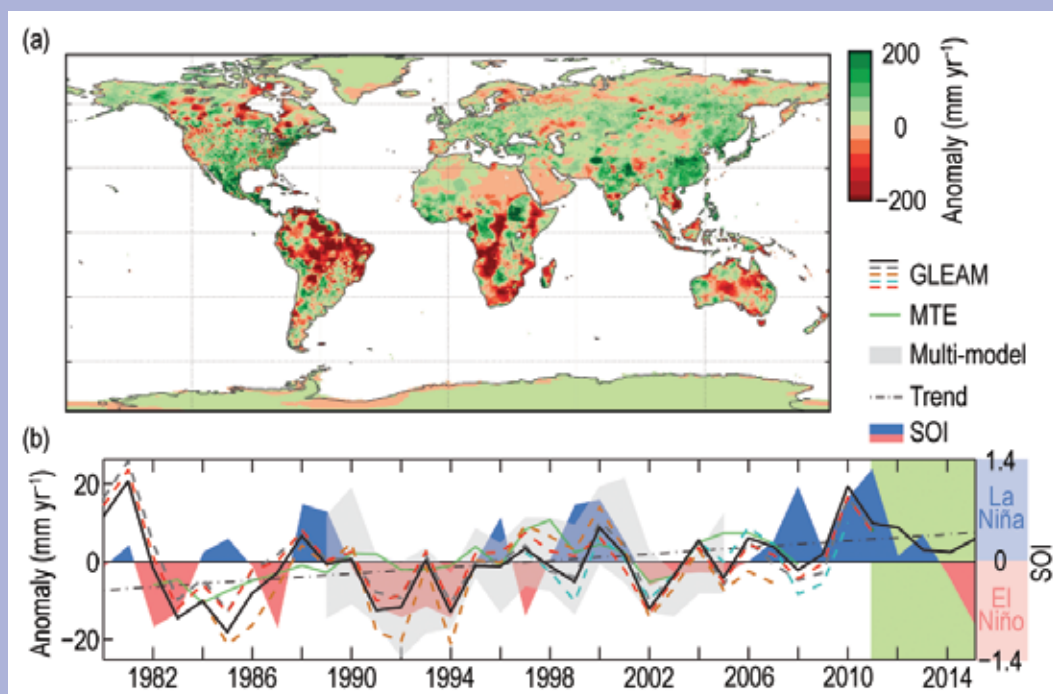 (a)
200
0
−200
Anomaly (mm yr⁻¹)
GLEAM
MTE
Multi-model
Trend
SOI
(b)
Anomaly (mm yr⁻¹)
20
0
−20
1.4
0
−1.4
La
Niña
El
Niño
SOI
1982 1986 1990 1994 1998 2002 2006 2010 2014